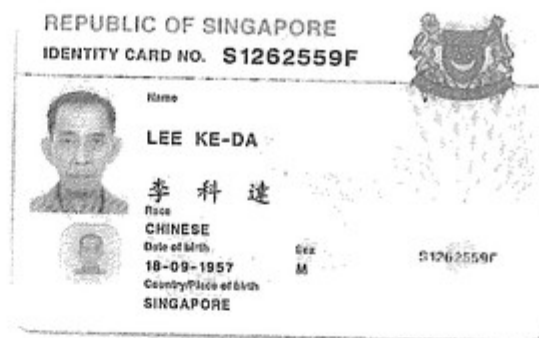 REPUBLIC OF SINGAPORE
IDENTITY CARD NO. S1262559F
Name
LEE KE-DA
李科達
Race
CHINESE
Date of birth Sex
18-09-1957 M
S1262559F
Country/Place of birth
SINGAPORE